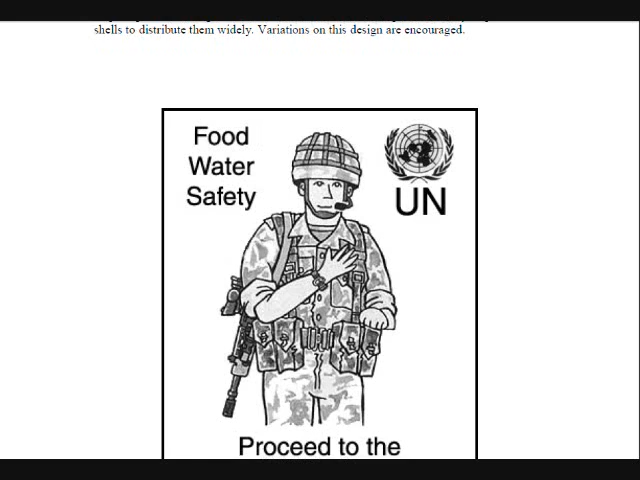 shells to distribute them widely. Variations on this design are encouraged.
Food
Water
Safety
UN
Proceed to the